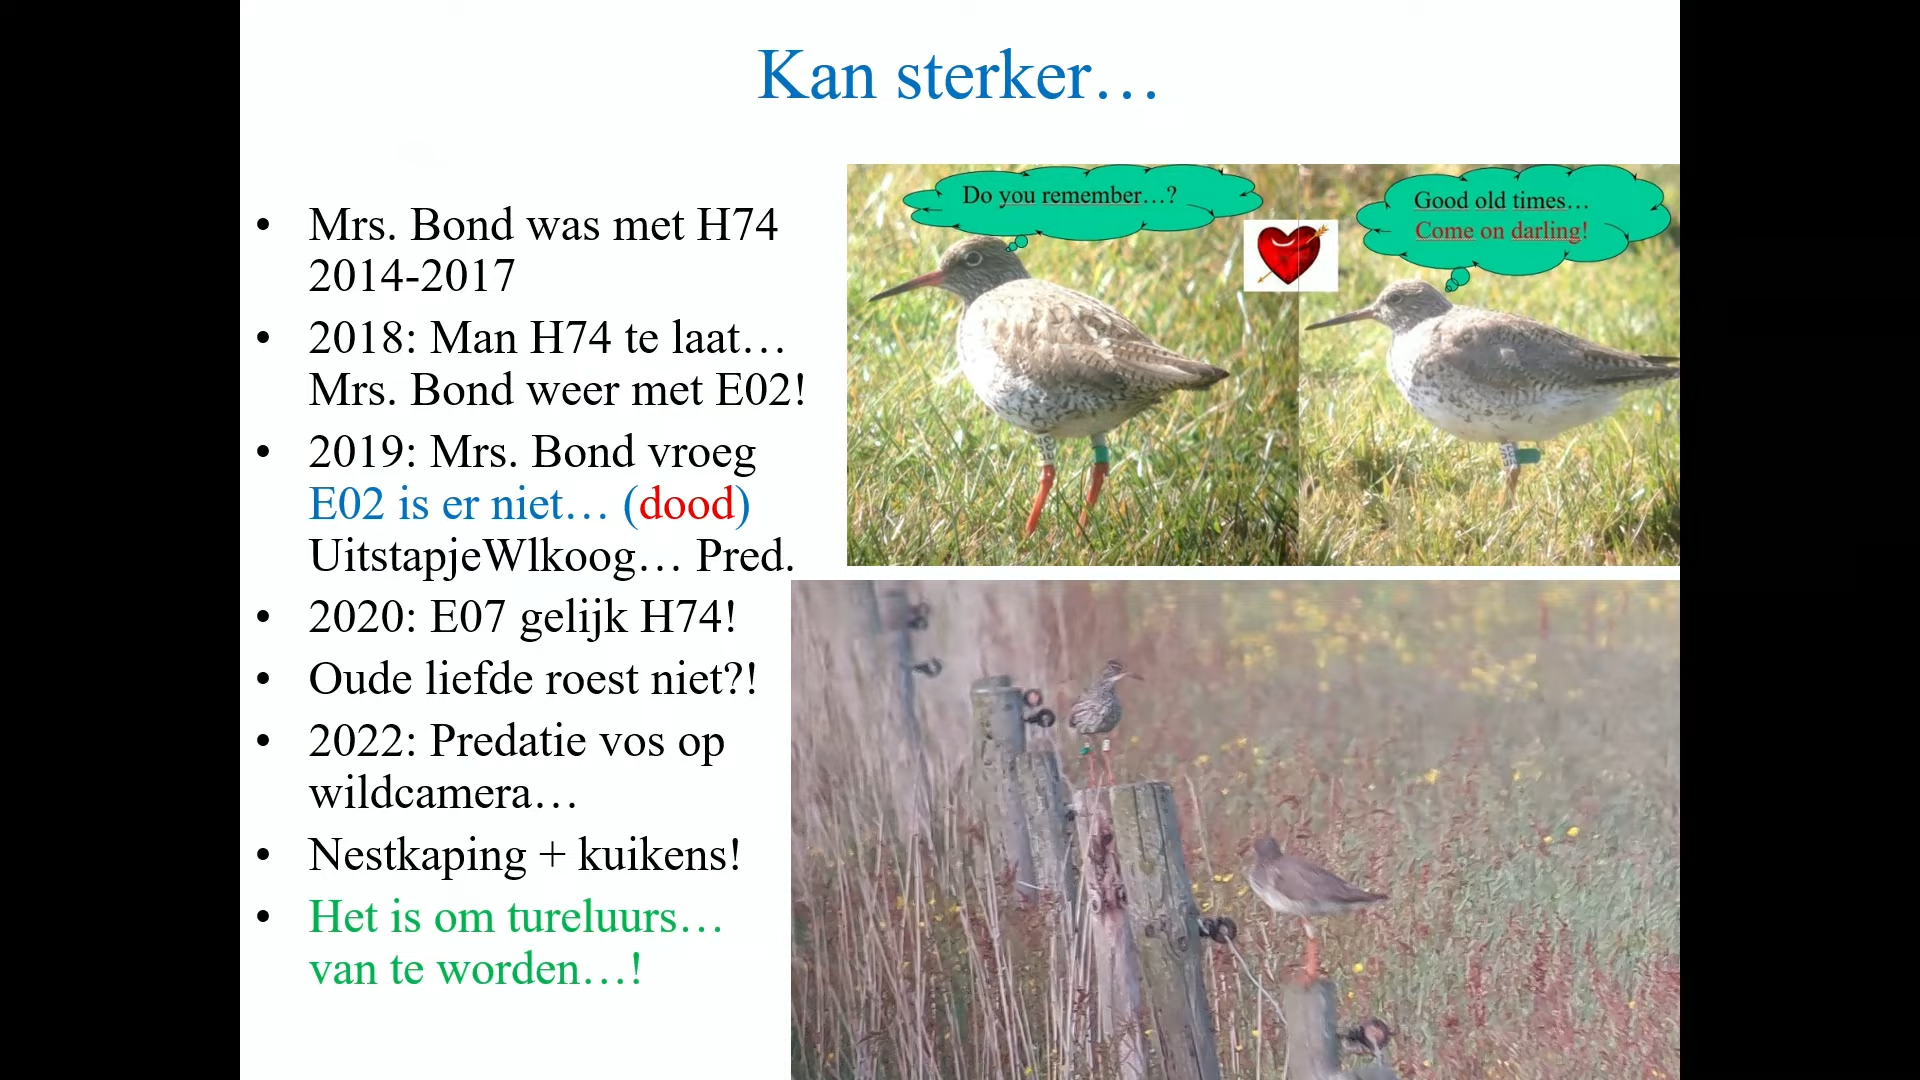 Kan sterker…
• Mrs. Bond was met H74
2014-2017
• 2018: Man H74 te laat…
Mrs. Bond weer met E02!
• 2019: Mrs. Bond vroeg
E02 is er niet… (dood)
UitstapjeWlkoog… Pred.
• 2020: E07 gelijk H74!
• Oude liefde roest niet?!
• 2022: Predatie vos op
wildcamera…
• Nestkaping + kuikens!
• Het is om tureluurs…
van te worden…!
Do you remember…?
Good old times…
Come on darling!